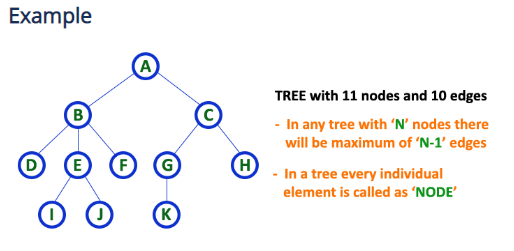 Example
A
B
C
D
E
F
G
H
I
J
K
TREE with 11 nodes and 10 edges
- In any tree with ‘N’ nodes there
will be maximum of ‘N-1’ edges
- In a tree every individual
element is called as ‘NODE’